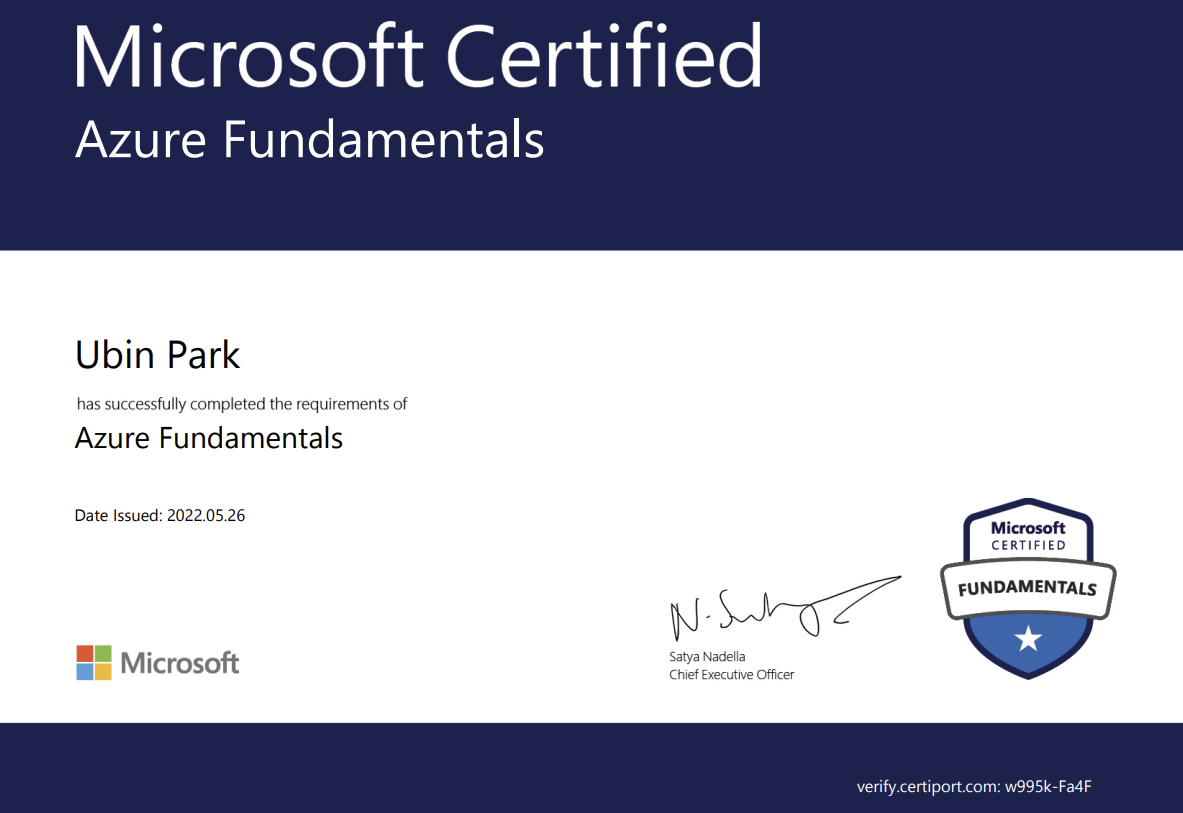 Microsoft Certified
Azure Fundamentals
Ubin Park
has successfully completed the requirements of
Azure Fundamentals
Date Issued: 2022.05.26
Microsoft
CERTIFIED
FUNDAMENTALS
Satya Nadella
Chief Executive Officer
Microsoft
verify.certiport.com: w995k-Fa4F